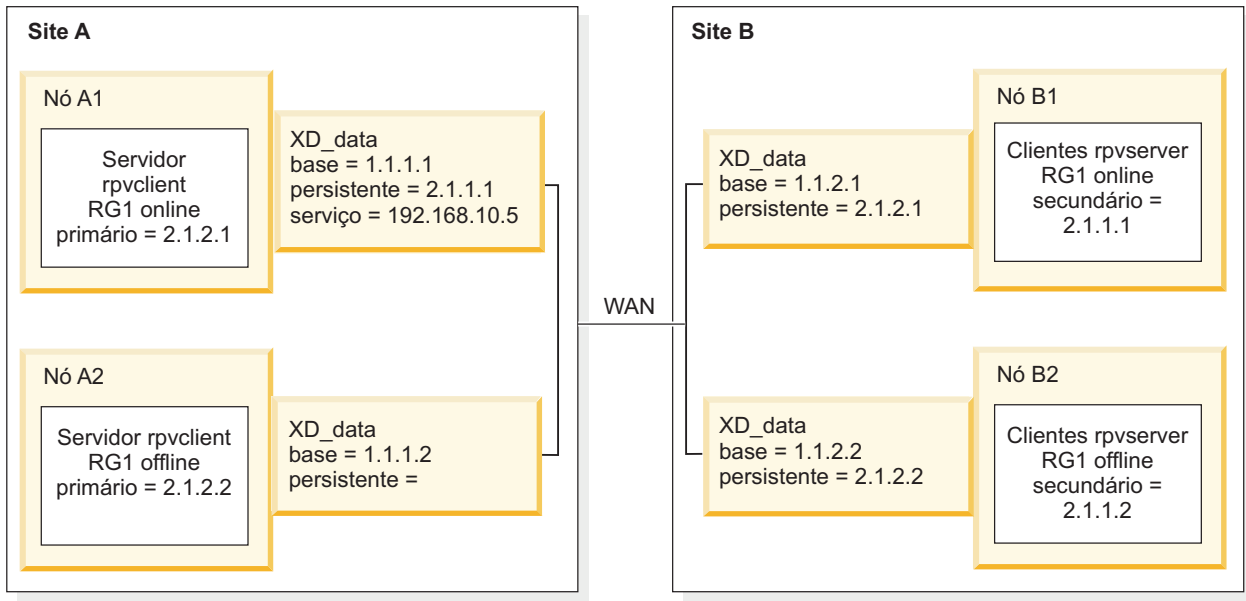 Site A
Nó A1
Servidor
rpvclient
RG1 online
primário = 2.1.2.1
XD_data
base = 1.1.1.1
persistente = 2.1.1.1
serviço = 192.168.10.5
Nó A2
Servidor rpvclient
RG1 offline
primário = 2.1.2.2
XD_data
base = 1.1.1.2
persistente =
WAN
Site B
XD_data
base = 1.1.2.1
persistente = 2.1.2.1
Nó B1
Clientes rpvserver
RG1 online
secundário =
2.1.1.1
XD_data
base = 1.1.2.2
persistente = 2.1.2.2
Nó B2
Clientes rpvserver
RG1 offline
secundário =
2.1.1.2